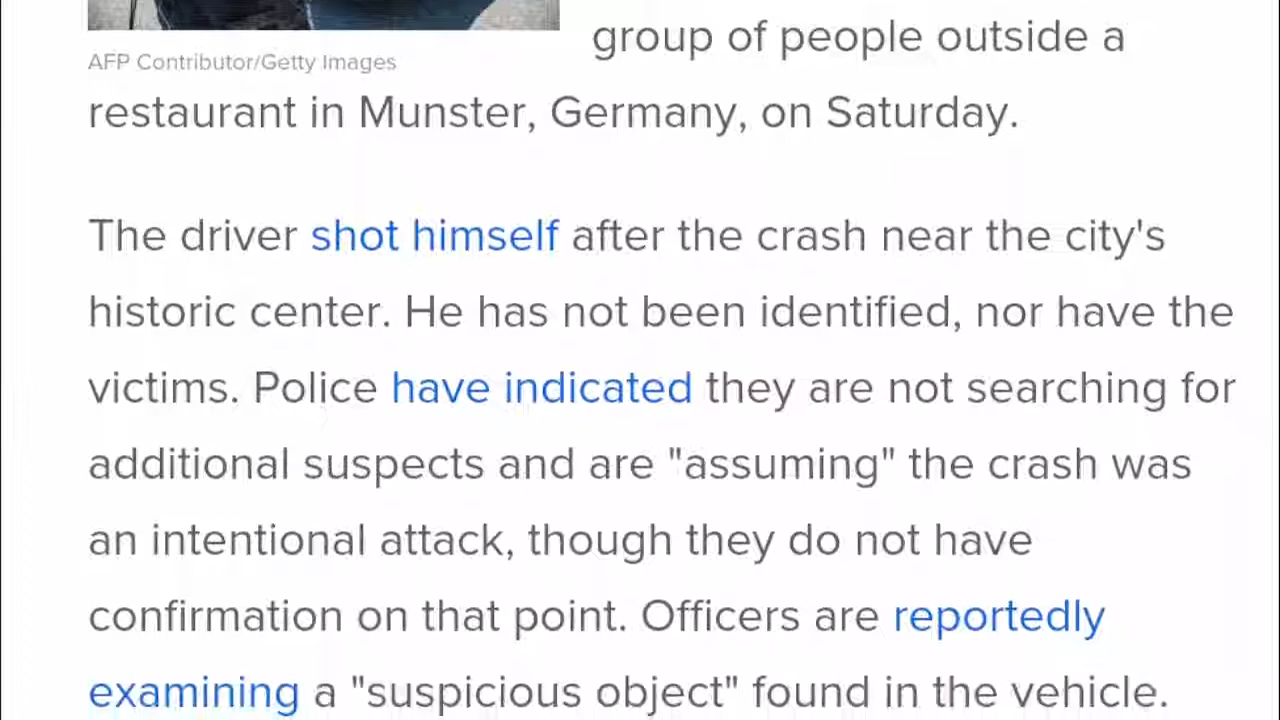 group of people outside a
AFP Contributor/Getty Images
restaurant in Munster, Germany, on Saturday.
The driver shot himself after the crash near the city's
historic center. He has not been identified, nor have the
victims. Police have indicated they are not searching for
additional suspects and are "assuming" the crash was
an intentional attack, though they do not have
confirmation on that point. Officers are reportedly
examining a "suspicious object" found in the vehicle.